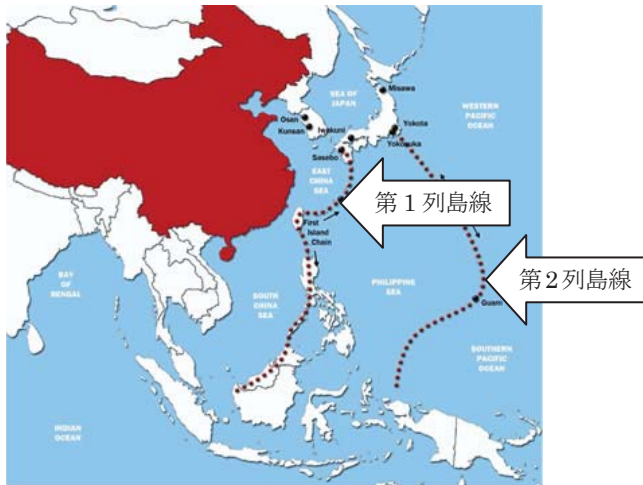 SEA OF
JAPAN
Misawa
WESTERN
PACIFIC
OCEAN
Osan
Kunsan
Iwakuni
Yokota
Yokosuka
Sasebo
EAST
CHINA
SEA
第1列島線
First
Island
Chain
BAY
OF
BENGAL
SOUTH
CHINA
SEA
PHILIPPINE
SEA
第2列島線
Guam
SOUTHERN
PACIFIC
OCEAN
INDIAN
OCEAN